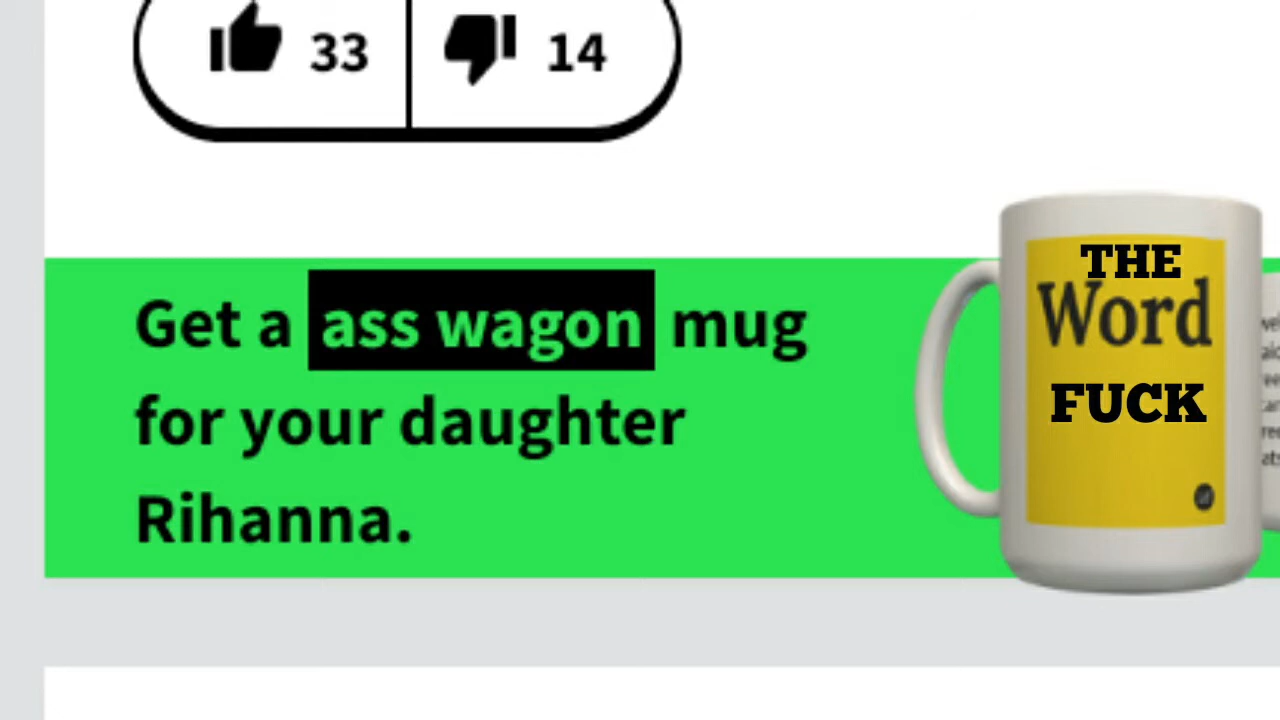 33
14
Get a ass wagon mug
for your daughter
Rihanna.
THE
Word
FUCK